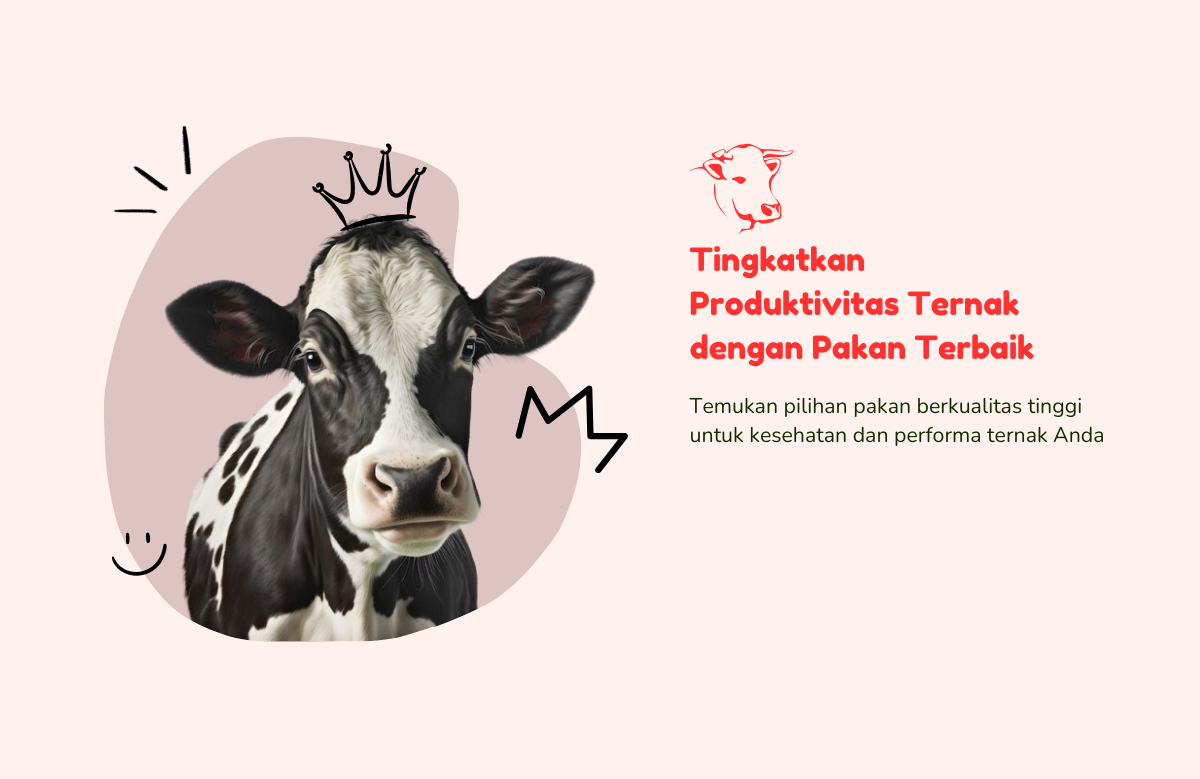 Tingkatkan
Produktivitas Ternak
dengan Pakan Terbaik
Temukan pilihan pakan berkualitas tinggi
untuk kesehatan dan performa ternak Anda